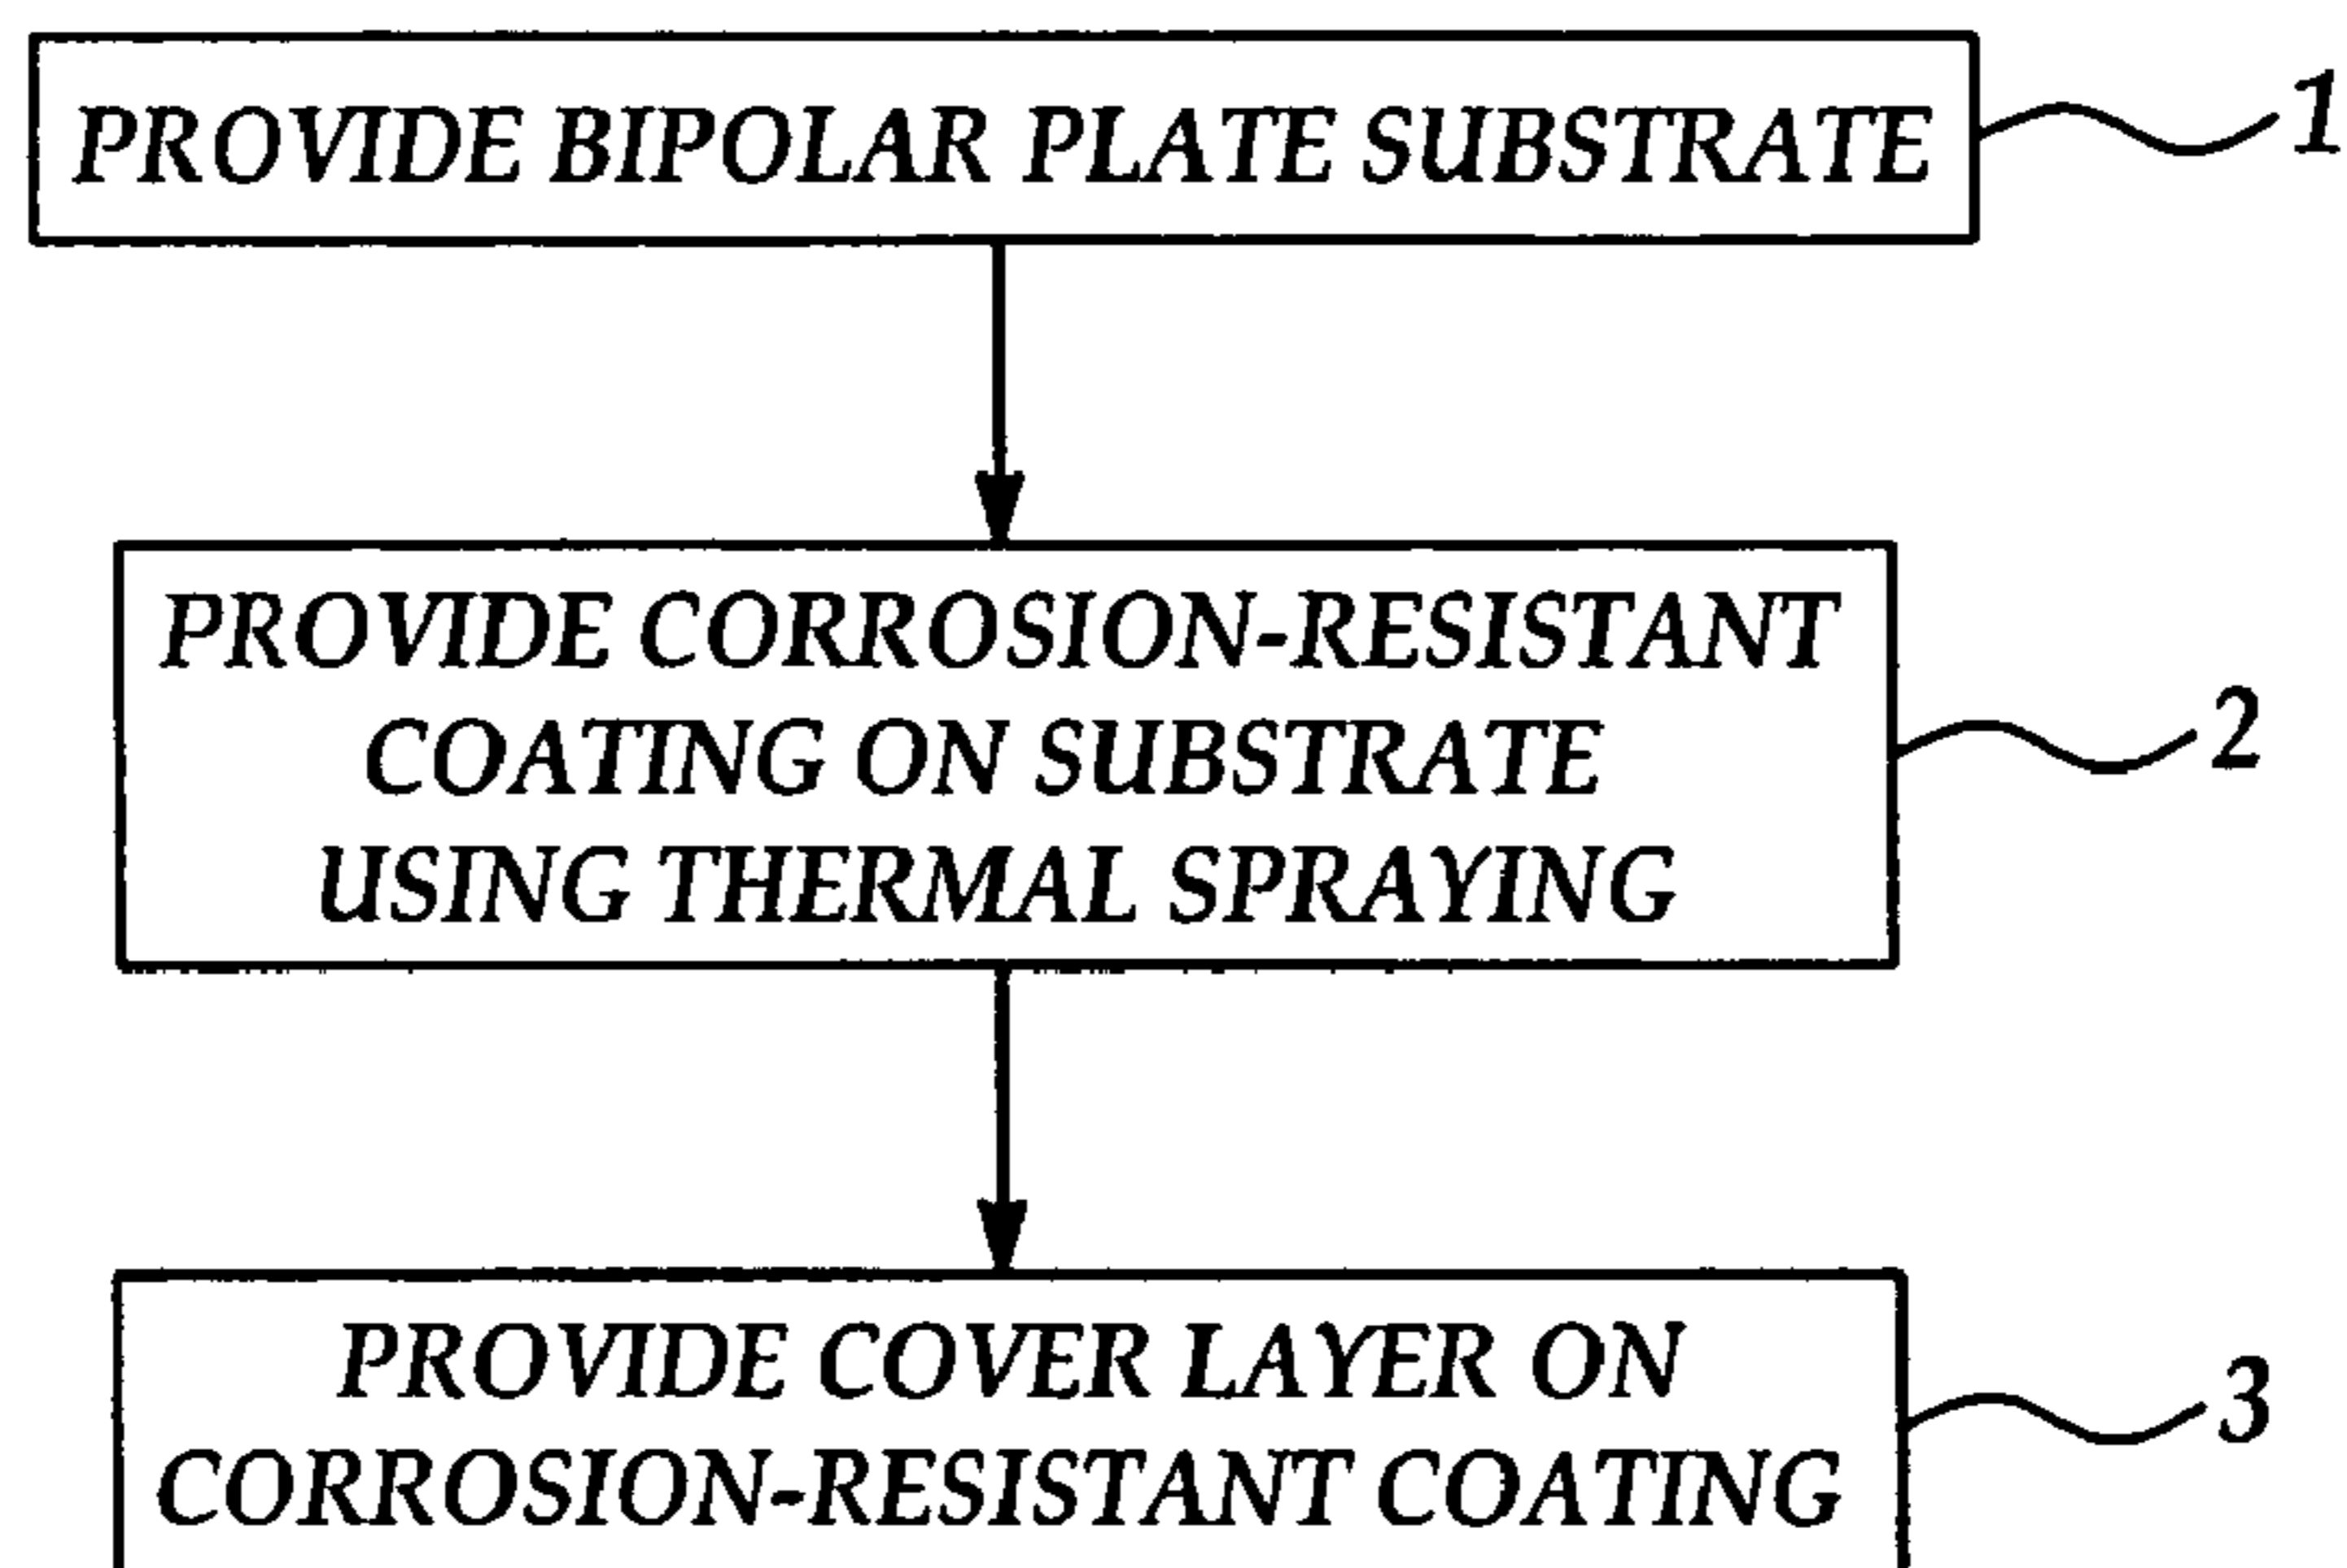 PROVIDE BIPOLAR PLATE SUBSTRATE
1
PROVIDE CORROSION-RESISTANT
COATING ON SUBSTRATE
USING THERMAL SPRAYING
2
PROVIDE COVER LAYER ON
CORROSION-RESISTANT COATING
3